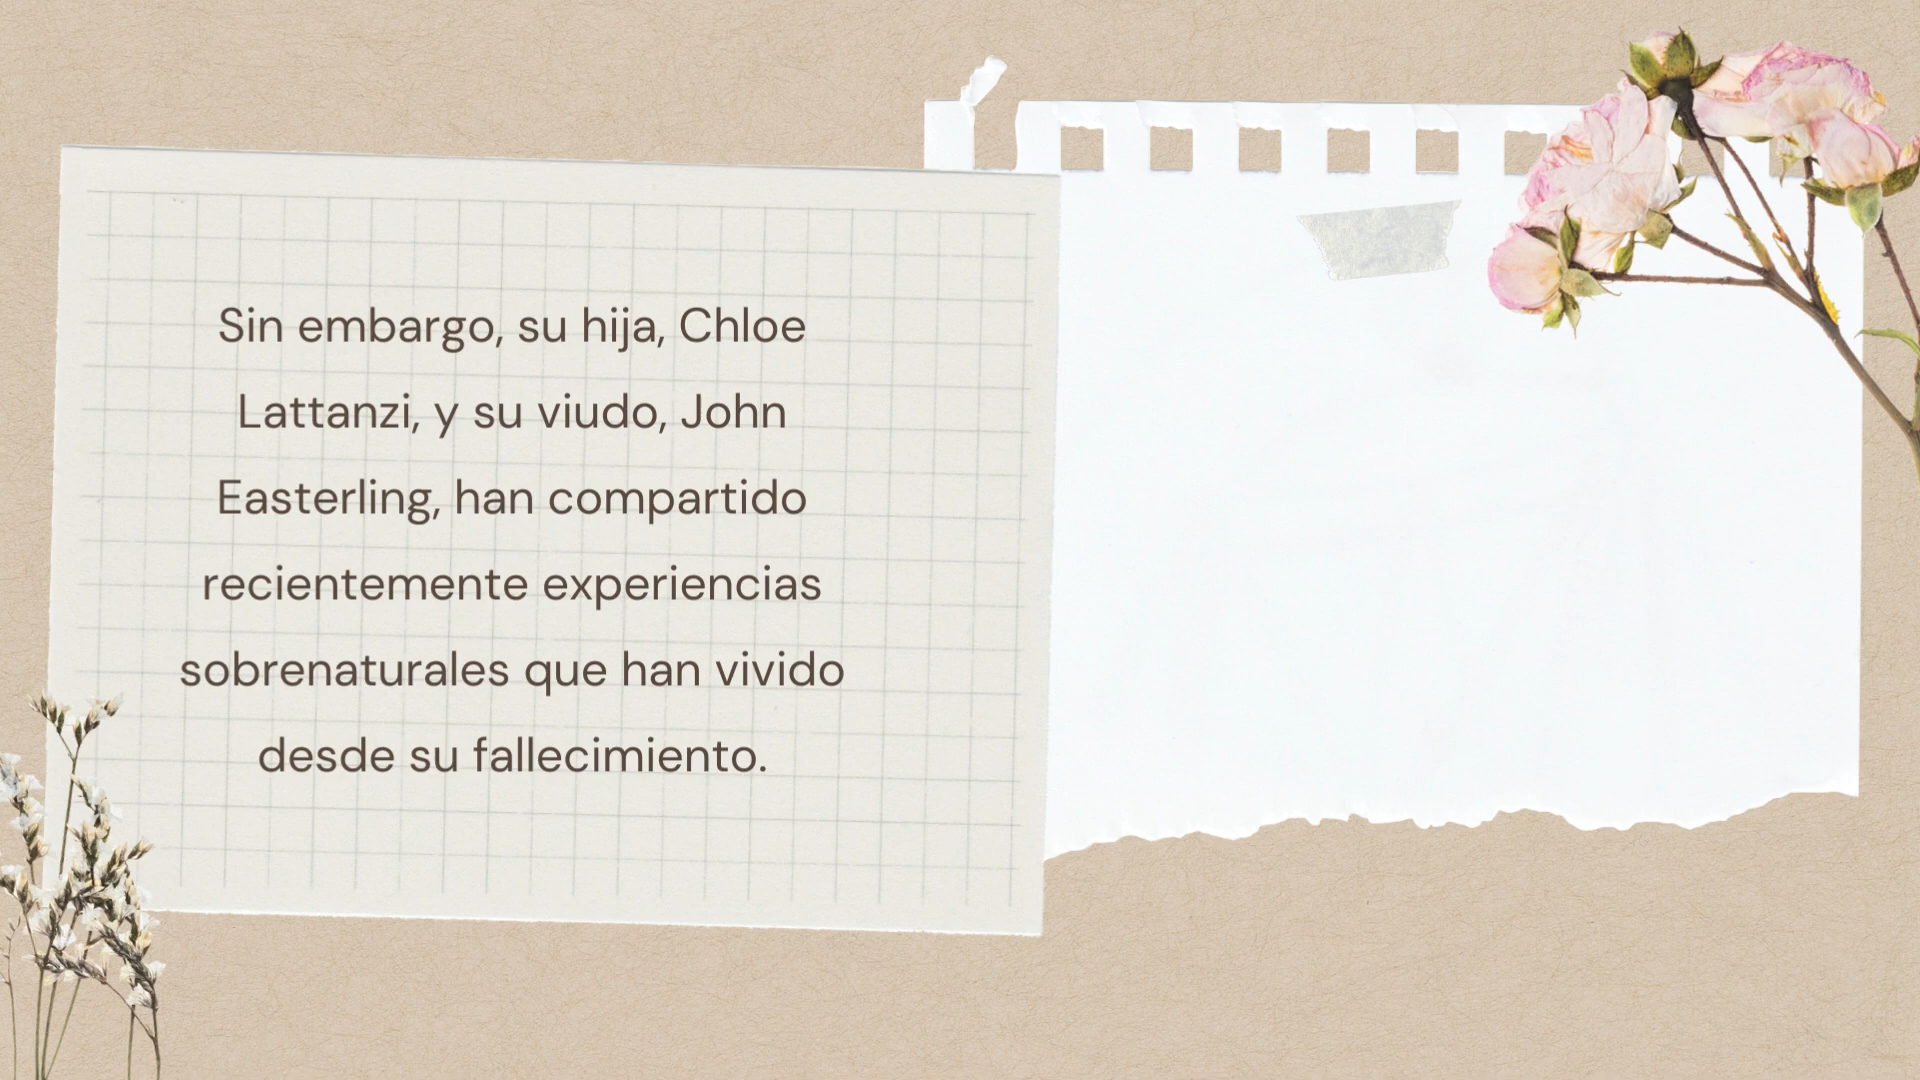 Sin embargo, su hija, Chloe
Lattanzi, y su viudo, John
Easterling, han compartido
recientemente experiencias
sobrenaturales que han vivido
desde su fallecimiento.